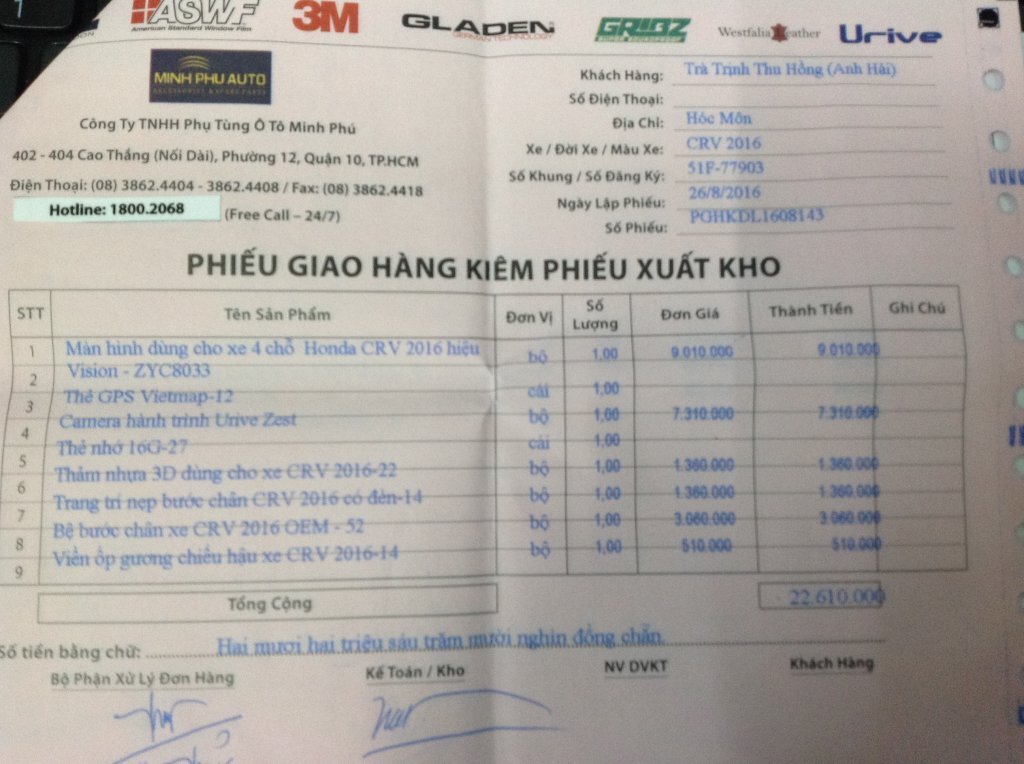 ASWF
American Standard Window Film
3M
GLADEN
GERMAN TECHNOLOGY
GRIBZ
Westfalia Leather
Urive
MINH PHU AUTO
ACCESSORIES & SPARE PARTS
Công Ty TNHH Phụ Tùng Ô Tô Minh Phú
402 - 404 Cao Thắng (Nối Dài), Phường 12, Quận 10, TP.HCM
Điện Thoại: (08) 3862.4404 - 3862.4408 / Fax: (08) 3862.4418
Hotline: 1800.2068 (Free Call – 24/7)
Khách Hàng: Trà Trịnh Thu Hồng (Anh Hải)
Số Điện Thoại:
Địa Chỉ: Hóc Môn
Xe / Đời Xe / Màu Xe: CRV 2016
Số Khung / Số Đăng Ký: 51F-77903
Ngày Lập Phiếu: 26/8/2016
Số Phiếu: PGHKDL1608143
PHIẾU GIAO HÀNG KIÊM PHIẾU XUẤT KHO
STT Tên Sản Phẩm Đơn Vị Số Lượng Đơn Giá Thành Tiền Ghi Chú
1 Màn hình dùng cho xe 4 chỗ Honda CRV 2016 hiệu bộ 1,00 9.010.000 9.010.000
2 Vision - ZYC8033
3 Thẻ GPS Vietmap-12 cái 1,00
4 Camera hành trình Urive Zest bộ 1,00 7.310.000 7.310.000
5 Thẻ nhớ 16G-27 cái 1,00
6 Thảm nhựa 3D dùng cho xe CRV 2016-22 bộ 1,00 1.360.000 1.360.000
7 Trang trí nẹp bước chân CRV 2016 có đèn-14 bộ 1,00 1.360.000 1.360.000
8 Bệ bước chân xe CRV 2016 OEM - 52 bộ 1,00 3.060.000 3.060.000
9 Viền ốp gương chiếu hậu xe CRV 2016-14 bộ 1,00 510.000 510.000
Tổng Cộng 22.610.000
Số tiền bằng chữ: Hai mươi hai triệu sáu trăm mười nghìn đồng chẵn.
Bộ Phận Xử Lý Đơn Hàng Kế Toán / Kho NV DVKT Khách Hàng